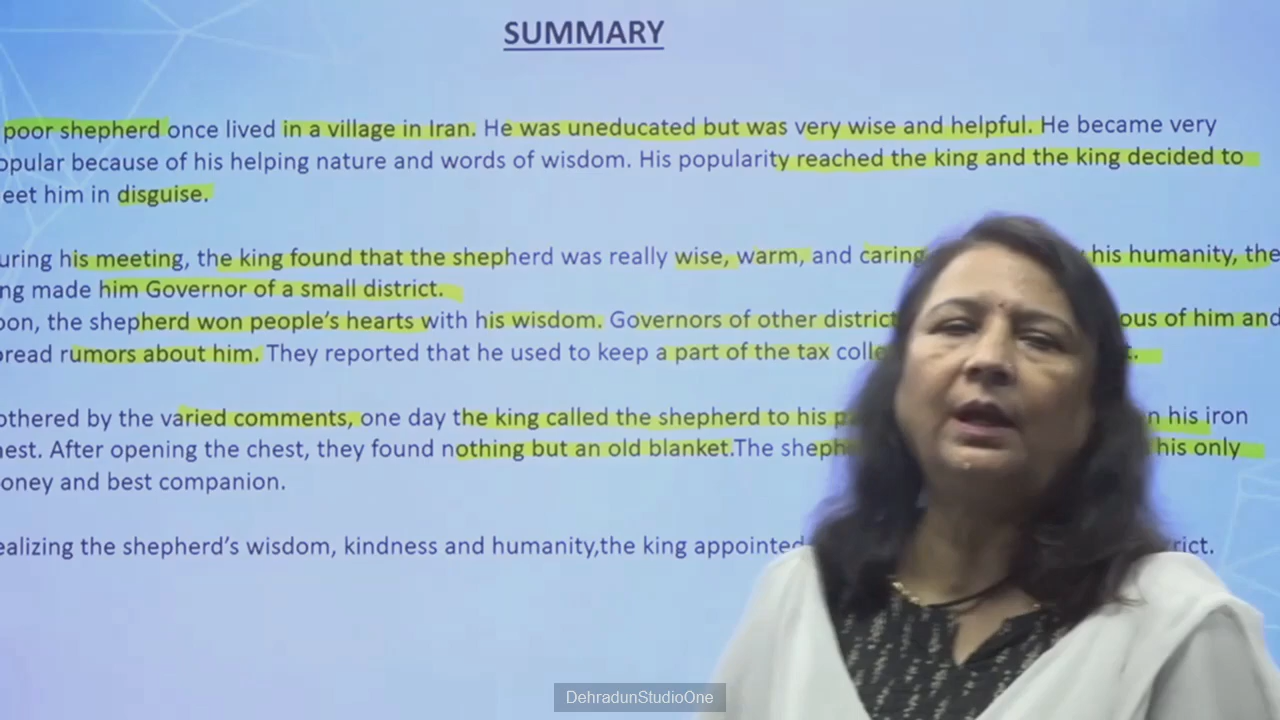 SUMMARY
poor shepherd once lived in a village in Iran. He was uneducated but was very wise and helpful. He became very
opular because of his helping nature and words of wisdom. His popularity reached the king and the king decided to
eet him in disguise.
uring his meeting, the king found that the shepherd was really wise, warm, and caring his humanity, the
ng made him Governor of a small district.
oon, the shepherd won people's hearts with his wisdom. Governors of other district ous of him and
pread rumors about him. They reported that he used to keep a part of the tax colle t.
othered by the varied comments, one day the king called the shepherd to his p n his iron
hest. After opening the chest, they found nothing but an old blanket.The sheph his only
oney and best companion.
ealizing the shepherd's wisdom, kindness and humanity,the king appointed rict.
DehradunStudioOne